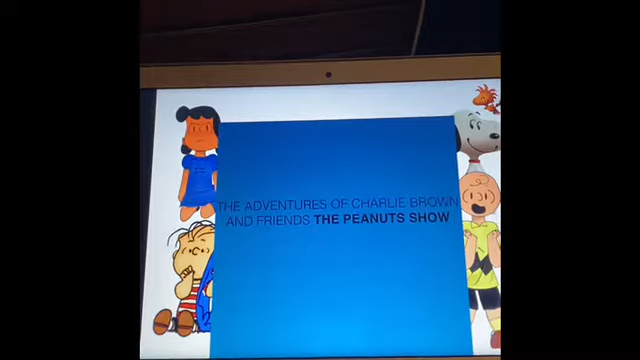 THE ADVENTURES OF CHARLIE BROWN
AND FRIENDS THE PEANUTS SHOW